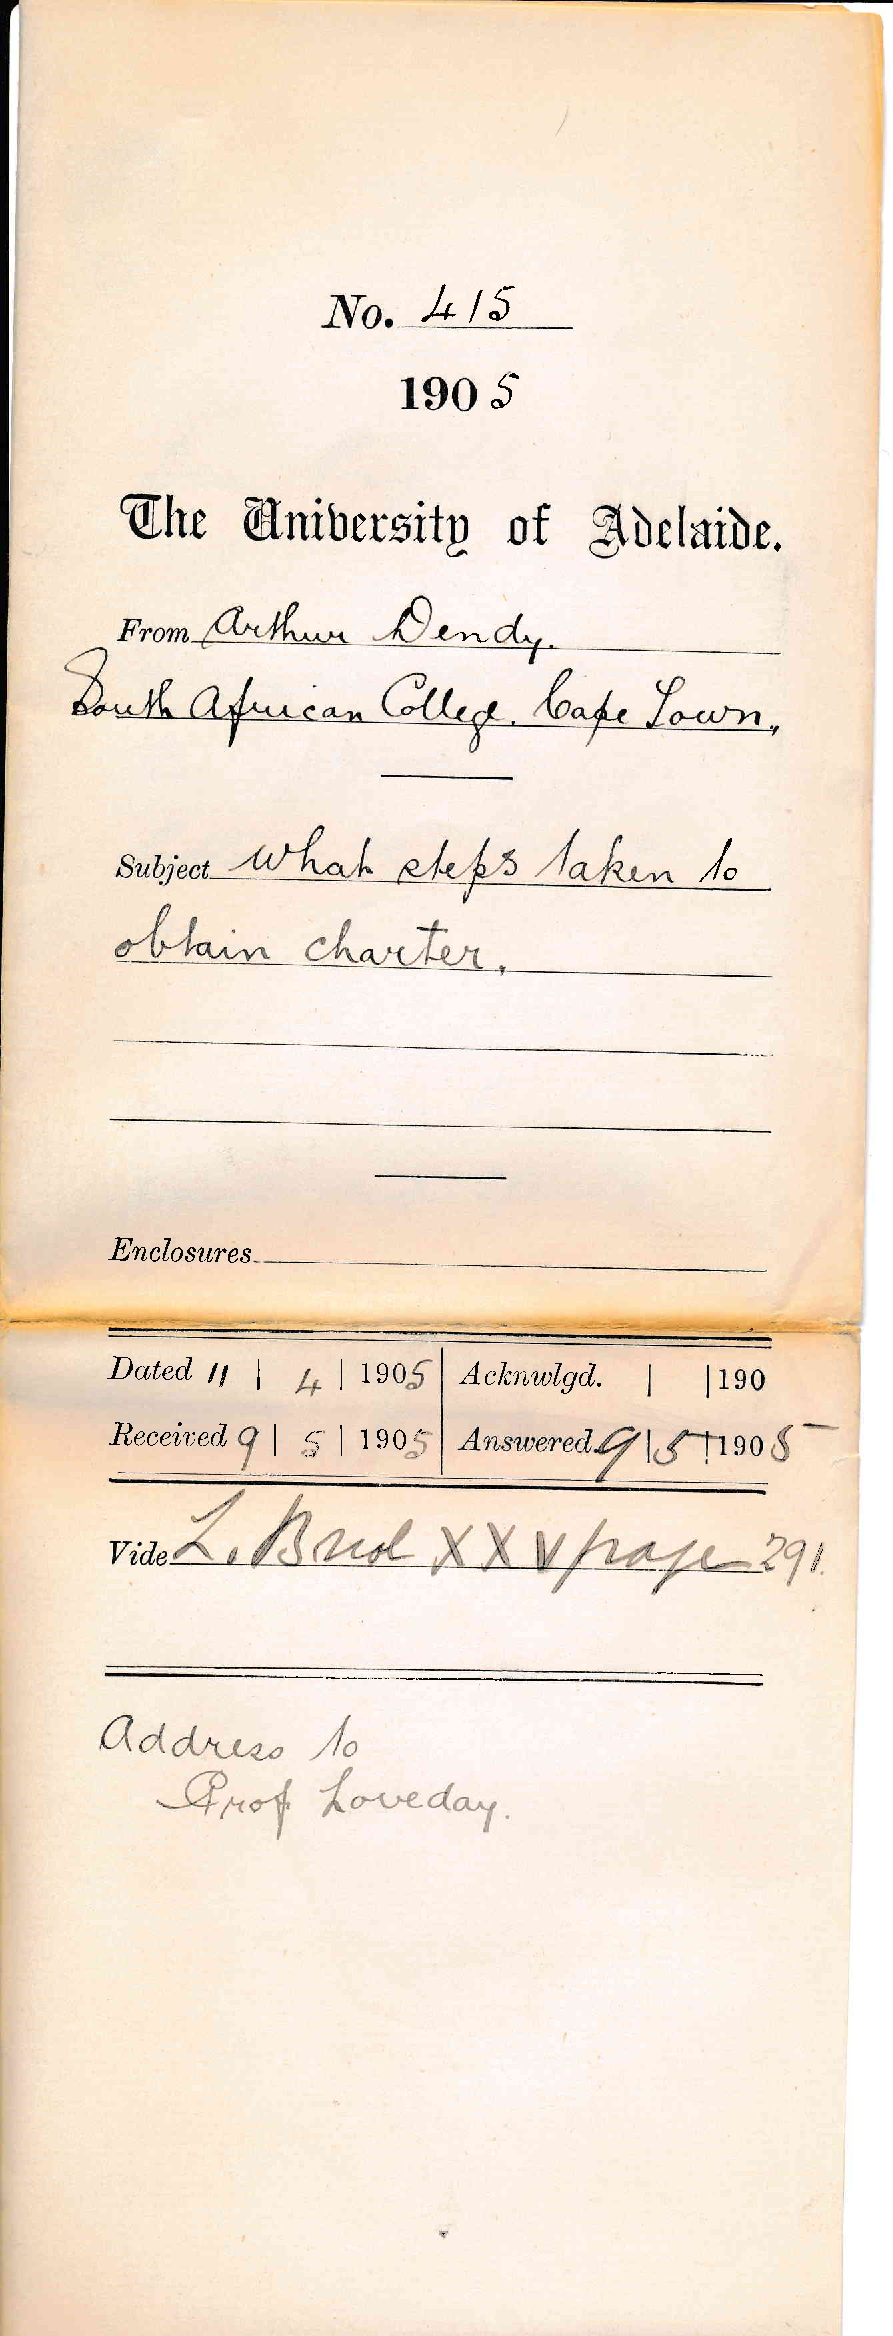 No. 415
1905
The University of Adelaide.
From Arthur Dendy.
South African College. Cape Town.
Subject What steps taken to
obtain charter.
Enclosures
Dated 11 | 4 | 1905 Acknwlgd. | | 190
Received 9 | 5 | 1905 Answered 9 | 5 | 1905
Vide L. XXV page 291.
Address to
Prof Loveday.